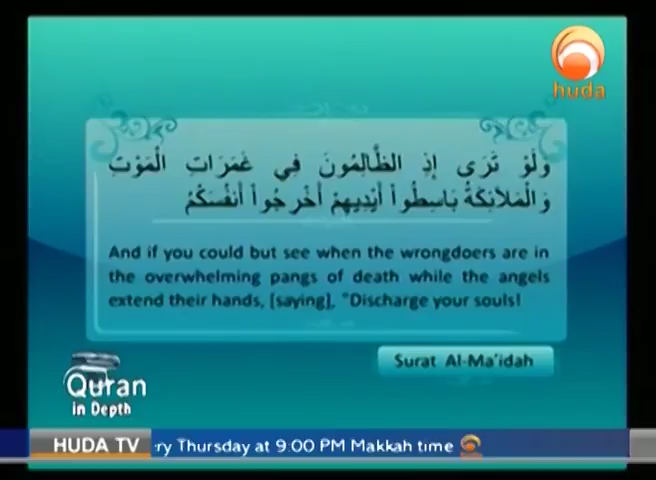 huda
وَلَوْ تَرَى إِذِ الظَّالِمُونَ فِي غَمَرَاتِ الْمَوْتِ
وَالْمَلَائِكَةُ بَاسِطُواْ أَيْدِيهِمْ أَخْرِجُواْ أَنْفُسَكُمُ
And if you could but see when the wrongdoers are in
the overwhelming pangs of death while the angels
extend their hands, [saying], "Discharge your souls!
Surat Al-Ma'idah
Quran
in Depth
HUDA TV ry Thursday at 9:00 PM Makkah time